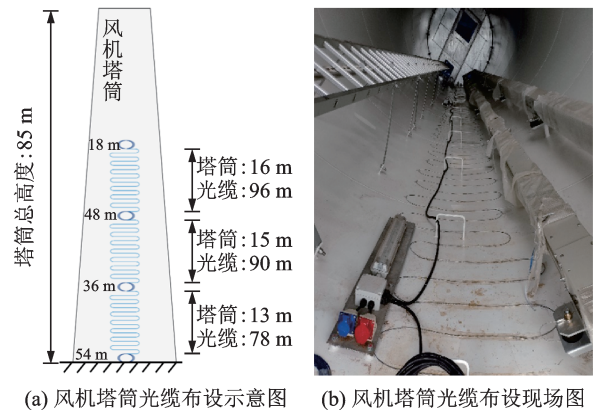 风机塔筒
塔筒总高度:85 m
18 m
塔筒:16 m
光缆:96 m
48 m
塔筒:15 m
光缆:90 m
36 m
塔筒:13 m
光缆:78 m
54 m
(a) 风机塔筒光缆布设示意图
(b) 风机塔筒光缆布设现场图